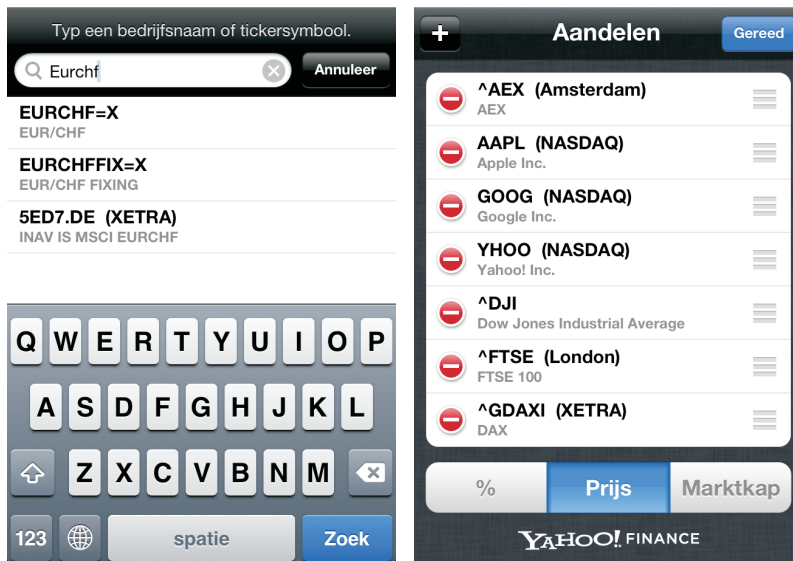 Typ een bedrijfsnaam of tickersymbool.
Eurchf
Annuleer
EURCHF=X
EUR/CHF
EURCHFFIX=X
EUR/CHF FIXING
5ED7.DE (XETRA)
INAV IS MSCI EURCHF
Q W E R T Y U I O P
A S D F G H J K L
Z X C V B N M
123 spatie Zoek
+ Aandelen Gereed
^AEX (Amsterdam)
AEX
AAPL (NASDAQ)
Apple Inc.
GOOG (NASDAQ)
Google Inc.
YHOO (NASDAQ)
Yahoo! Inc.
^DJI
Dow Jones Industrial Average
^FTSE (London)
FTSE 100
^GDAXI (XETRA)
DAX
% Prijs Marktkap
YAHOO! FINANCE